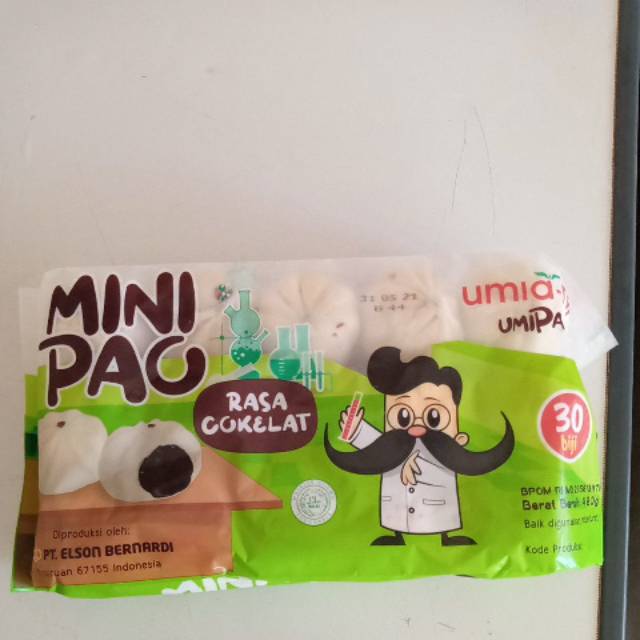 MINI
PAO
RASA
COKELAT
31 05 21
B 44
umia
UMIPA
30
biji
BPOM
Berat Bersih
Baik digunakan
Kode Produksi
Diproduksi oleh:
PT. ELSON BERNARDI
67155 Indonesia
MINI